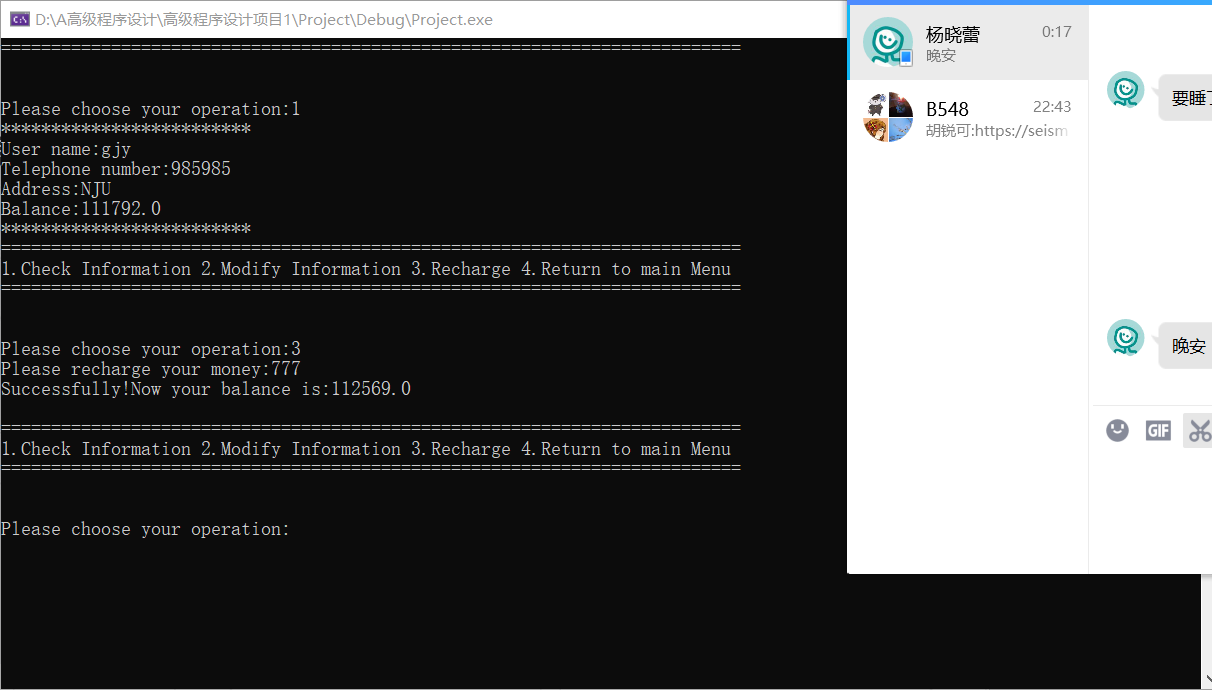 D:\A高级程序设计\高级程序设计项目1\Project\Debug\Project.exe
==========================================================================
Please choose your operation:1
*************************
User name:gjy
Telephone number:985985
Address:NJU
Balance:111792.0
*************************
==========================================================================
1.Check Information 2.Modify Information 3.Recharge 4.Return to main Menu
==========================================================================
Please choose your operation:3
Please recharge your money:777
Successfully!Now your balance is:112569.0
==========================================================================
1.Check Information 2.Modify Information 3.Recharge 4.Return to main Menu
==========================================================================
Please choose your operation:
杨晓蕾 0:17
晚安
B548 22:43
胡锐可:https://seism
要睡
晚安
GIF